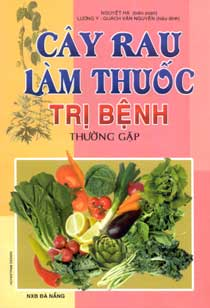 NGUYỆT HẠ (biên soạn)
LƯƠNG Y - QUÁCH VĂN NGUYÊN (hiệu đính)
CÂY RAU
LÀM THUỐC
TRỊ BỆNH
THƯỜNG GẶP
NXB ĐÀ NẴNG